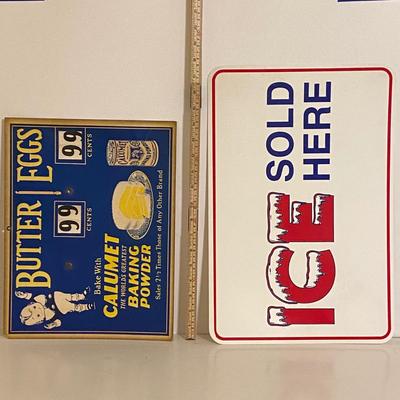 BUTTER EGGS
99 99
CENTS CENTS
Bake With
CALUMET
THE WORLD'S GREATEST
BAKING
POWDER
Sales 2½ Times Those of Any Other Brand
CALUMET
ICE
SOLD
HERE